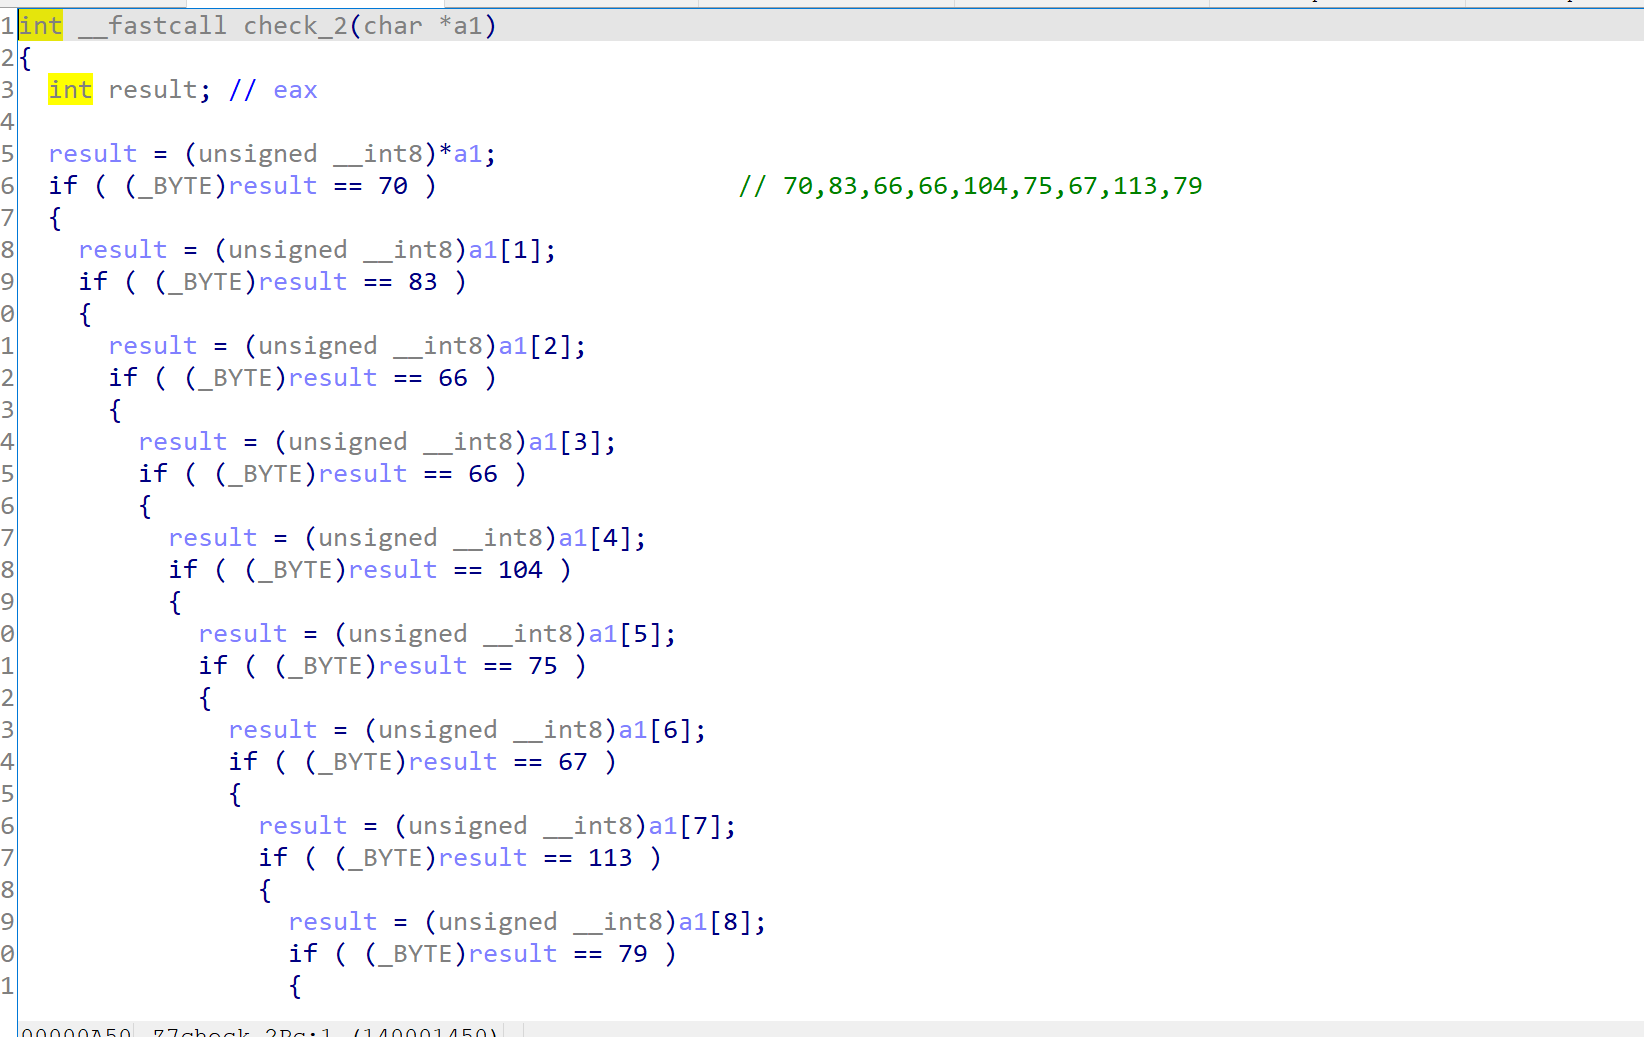 1 int __fastcall check_2(char *a1)
2 {
3   int result; // eax
4
5   result = (unsigned __int8)*a1;
6   if ( (_BYTE)result == 70 )                    // 70,83,66,66,104,75,67,113,79
7   {
8     result = (unsigned __int8)a1[1];
9     if ( (_BYTE)result == 83 )
0     {
1       result = (unsigned __int8)a1[2];
2       if ( (_BYTE)result == 66 )
3       {
4         result = (unsigned __int8)a1[3];
5         if ( (_BYTE)result == 66 )
6         {
7           result = (unsigned __int8)a1[4];
8           if ( (_BYTE)result == 104 )
9           {
0             result = (unsigned __int8)a1[5];
1             if ( (_BYTE)result == 75 )
2             {
3               result = (unsigned __int8)a1[6];
4               if ( (_BYTE)result == 67 )
5               {
6                 result = (unsigned __int8)a1[7];
7                 if ( (_BYTE)result == 113 )
8                 {
9                   result = (unsigned __int8)a1[8];
0                   if ( (_BYTE)result == 79 )
1                   {
00000A50 _Z7check_2Pc:1 (140001450)